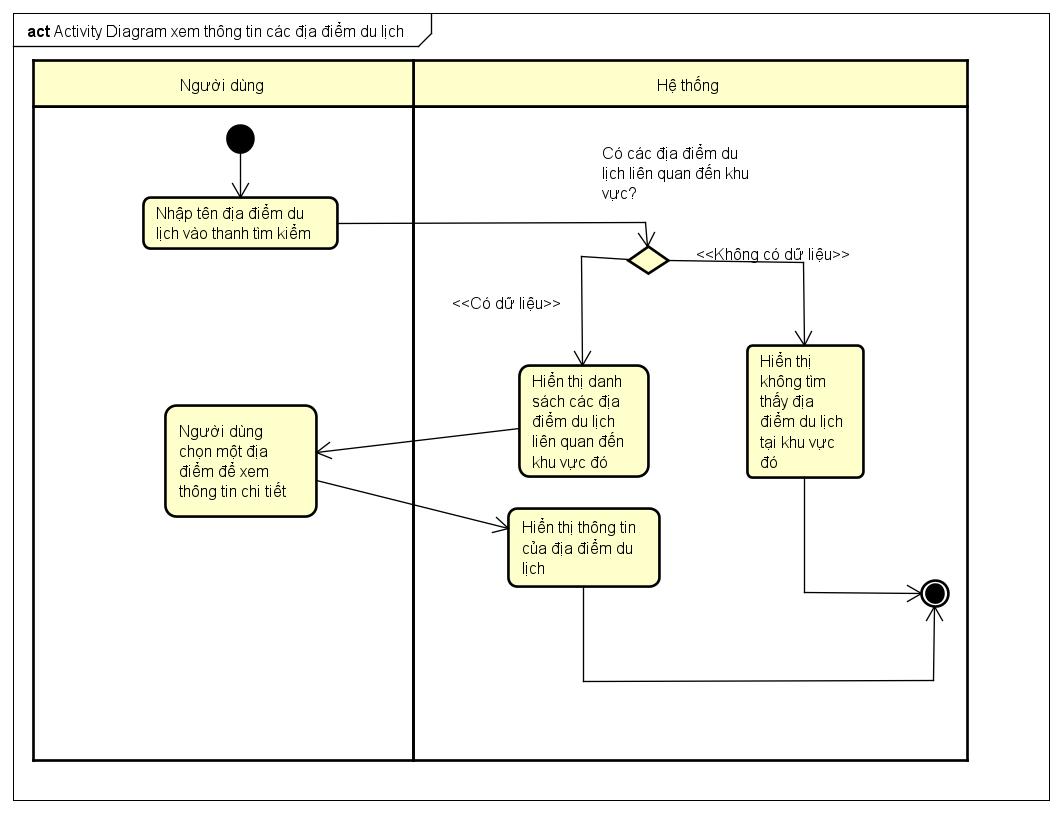 act Activity Diagram xem thông tin các địa điểm du lịch
Người dùng
Hệ thống
Có các địa điểm du
lịch liên quan đến khu
vực?
Nhập tên địa điểm du
lịch vào thanh tìm kiểm
<<Không có dữ liệu>>
<<Có dữ liệu>>
Hiển thị danh
sách các địa
điểm du lịch
liên quan đến
khu vực đó
Hiển thị
không tìm
thấy địa
điểm du lịch
tại khu vực
đó
Người dùng
chọn một địa
điểm để xem
thông tin chi tiết
Hiển thị thông tin
của địa điểm du
lịch